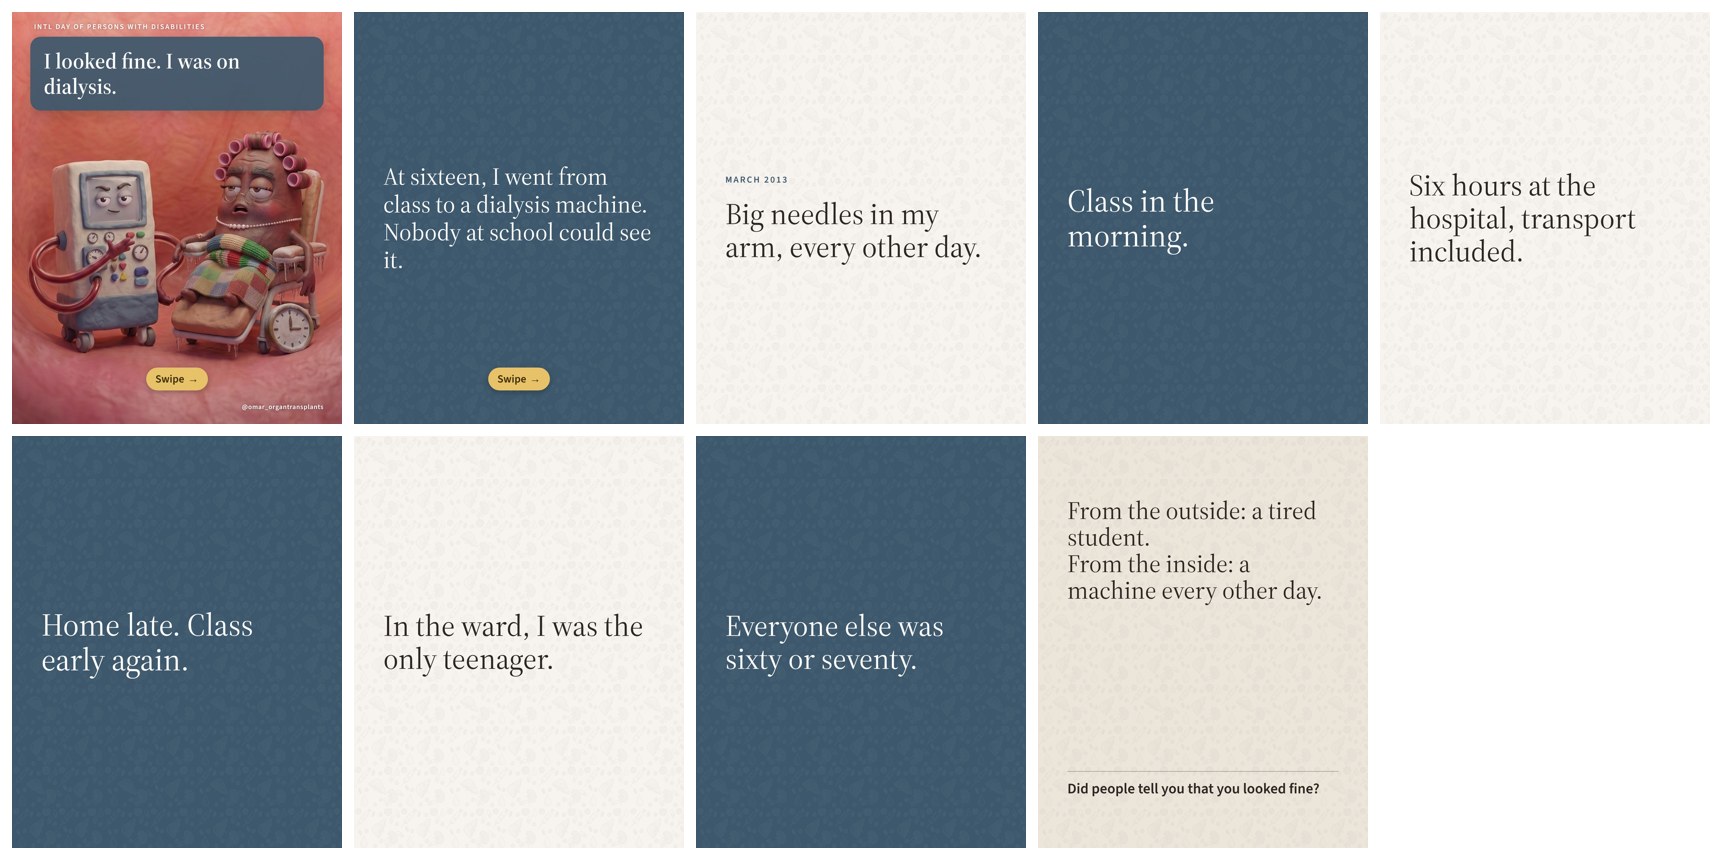 INTL DAY OF PERSONS WITH DISABILITIES
I looked fine. I was on
dialysis.
Swipe →
@omar_organtransplants
At sixteen, I went from
class to a dialysis machine.
Nobody at school could see
it.
Swipe →
MARCH 2013
Big needles in my
arm, every other day.
Class in the
morning.
Six hours at the
hospital, transport
included.
Home late. Class
early again.
In the ward, I was the
only teenager.
Everyone else was
sixty or seventy.
From the outside: a tired
student.
From the inside: a
machine every other day.
Did people tell you that you looked fine?